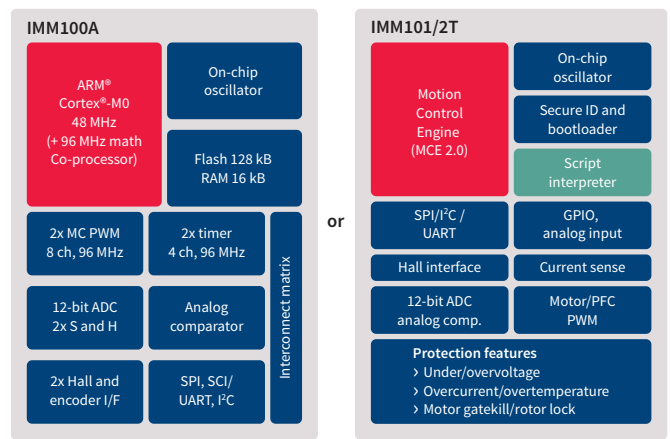 IMM100A
ARM®
Cortex®-M0
48 MHz
(+ 96 MHz math
Co-processor)
On-chip
oscillator
Flash 128 kB
RAM 16 kB
2x MC PWM
8 ch, 96 MHz
2x timer
4 ch, 96 MHz
12-bit ADC
2x S and H
Analog
comparator
2x Hall and
encoder I/F
SPI, SCI/
UART, I²C
Interconnect matrix
or
IMM101/2T
Motion
Control
Engine
(MCE 2.0)
On-chip
oscillator
Secure ID and
bootloader
Script
interpreter
SPI/I²C /
UART
GPIO,
analog input
Hall interface
Current sense
12-bit ADC
analog comp.
Motor/PFC
PWM
Protection features
› Under/overvoltage
› Overcurrent/overtemperature
› Motor gatekill/rotor lock